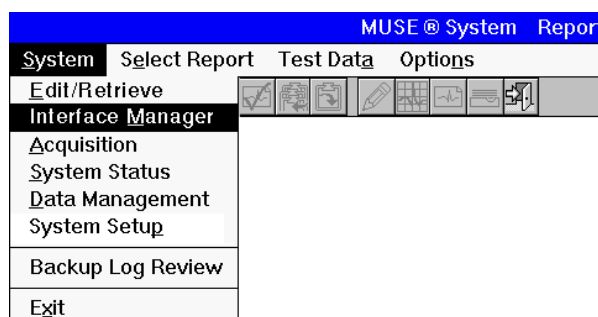 MUSE ® System Repor
System Select Report Test Data Options
Edit/Retrieve
Interface Manager
Acquisition
System Status
Data Management
System Setup
Backup Log Review
Exit